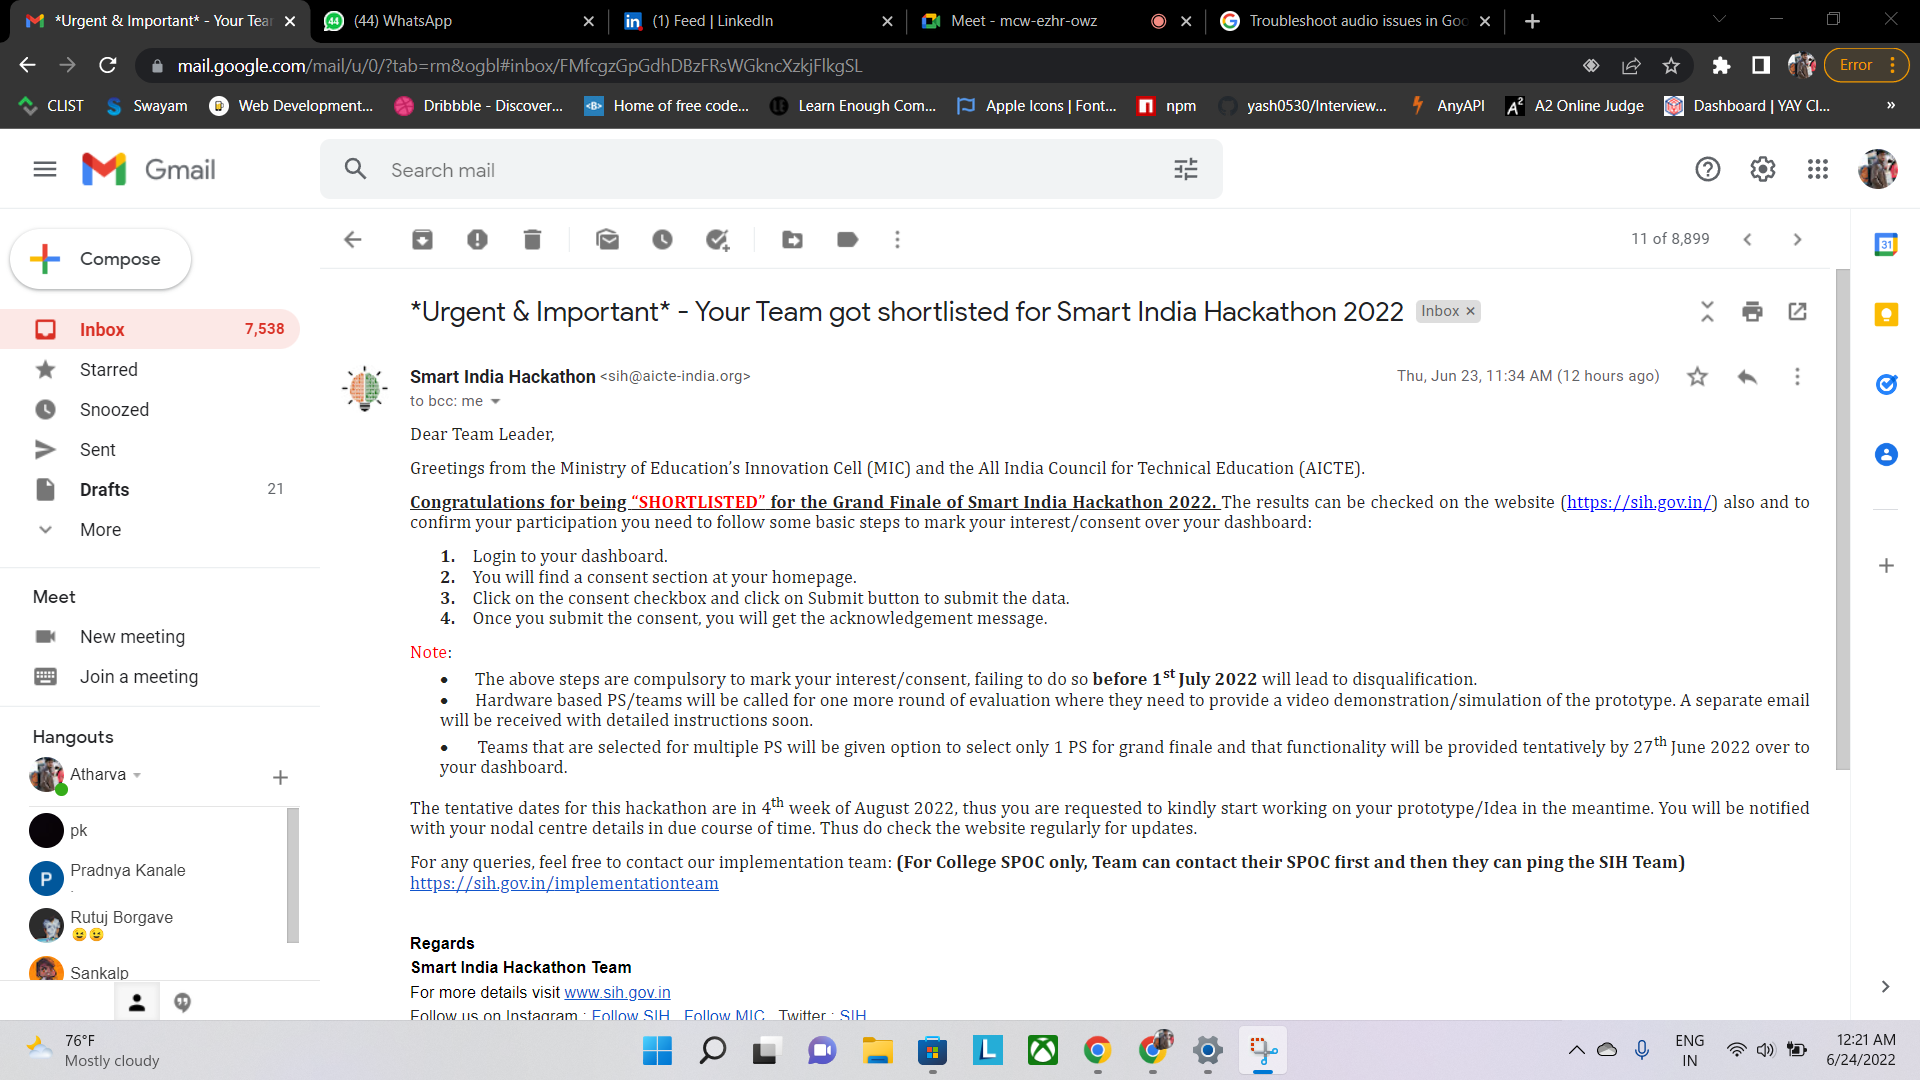 *Urgent & Important* - Your Tear
(44) WhatsApp
(1) Feed | LinkedIn
Meet - mcw-ezhr-owz
Troubleshoot audio issues in Goo
mail.google.com/mail/u/0/?tab=rm&ogbl#inbox/FMfcgzGpGdhDBzFRsWGkncXzkjFlkgSL
Error
CLIST
Swayam
Web Development...
Dribbble - Discover...
Home of free code...
Learn Enough Com...
Apple Icons | Font...
npm
yash0530/Interview...
AnyAPI
A2 Online Judge
Dashboard | YAY Cl...
»
Gmail
Search mail
Compose
11 of 8,899
Inbox 7,538
Starred
Snoozed
Sent
Drafts 21
More
Meet
New meeting
Join a meeting
Hangouts
Atharva
pk
Pradnya Kanale
.
Rutuj Borgave
😉😉
Sankalp
*Urgent & Important* - Your Team got shortlisted for Smart India Hackathon 2022 Inbox ×
Smart India Hackathon <sih@aicte-india.org>
Thu, Jun 23, 11:34 AM (12 hours ago)
to bcc: me
Dear Team Leader,
Greetings from the Ministry of Education’s Innovation Cell (MIC) and the All India Council for Technical Education (AICTE).
Congratulations for being “SHORTLISTED” for the Grand Finale of Smart India Hackathon 2022. The results can be checked on the website (https://sih.gov.in/) also and to
confirm your participation you need to follow some basic steps to mark your interest/consent over your dashboard:
1. Login to your dashboard.
2. You will find a consent section at your homepage.
3. Click on the consent checkbox and click on Submit button to submit the data.
4. Once you submit the consent, you will get the acknowledgement message.
Note:
• The above steps are compulsory to mark your interest/consent, failing to do so before 1st July 2022 will lead to disqualification.
• Hardware based PS/teams will be called for one more round of evaluation where they need to provide a video demonstration/simulation of the prototype. A separate email
will be received with detailed instructions soon.
• Teams that are selected for multiple PS will be given option to select only 1 PS for grand finale and that functionality will be provided tentatively by 27th June 2022 over to
your dashboard.
The tentative dates for this hackathon are in 4th week of August 2022, thus you are requested to kindly start working on your prototype/Idea in the meantime. You will be notified
with your nodal centre details in due course of time. Thus do check the website regularly for updates.
For any queries, feel free to contact our implementation team: (For College SPOC only, Team can contact their SPOC first and then they can ping the SIH Team)
https://sih.gov.in/implementationteam
Regards
Smart India Hackathon Team
For more details visit www.sih.gov.in
Follow us on Instagram : Follow SIH Follow MIC Twitter : SIH
76°F
Mostly cloudy
ENG
IN
12:21 AM
6/24/2022